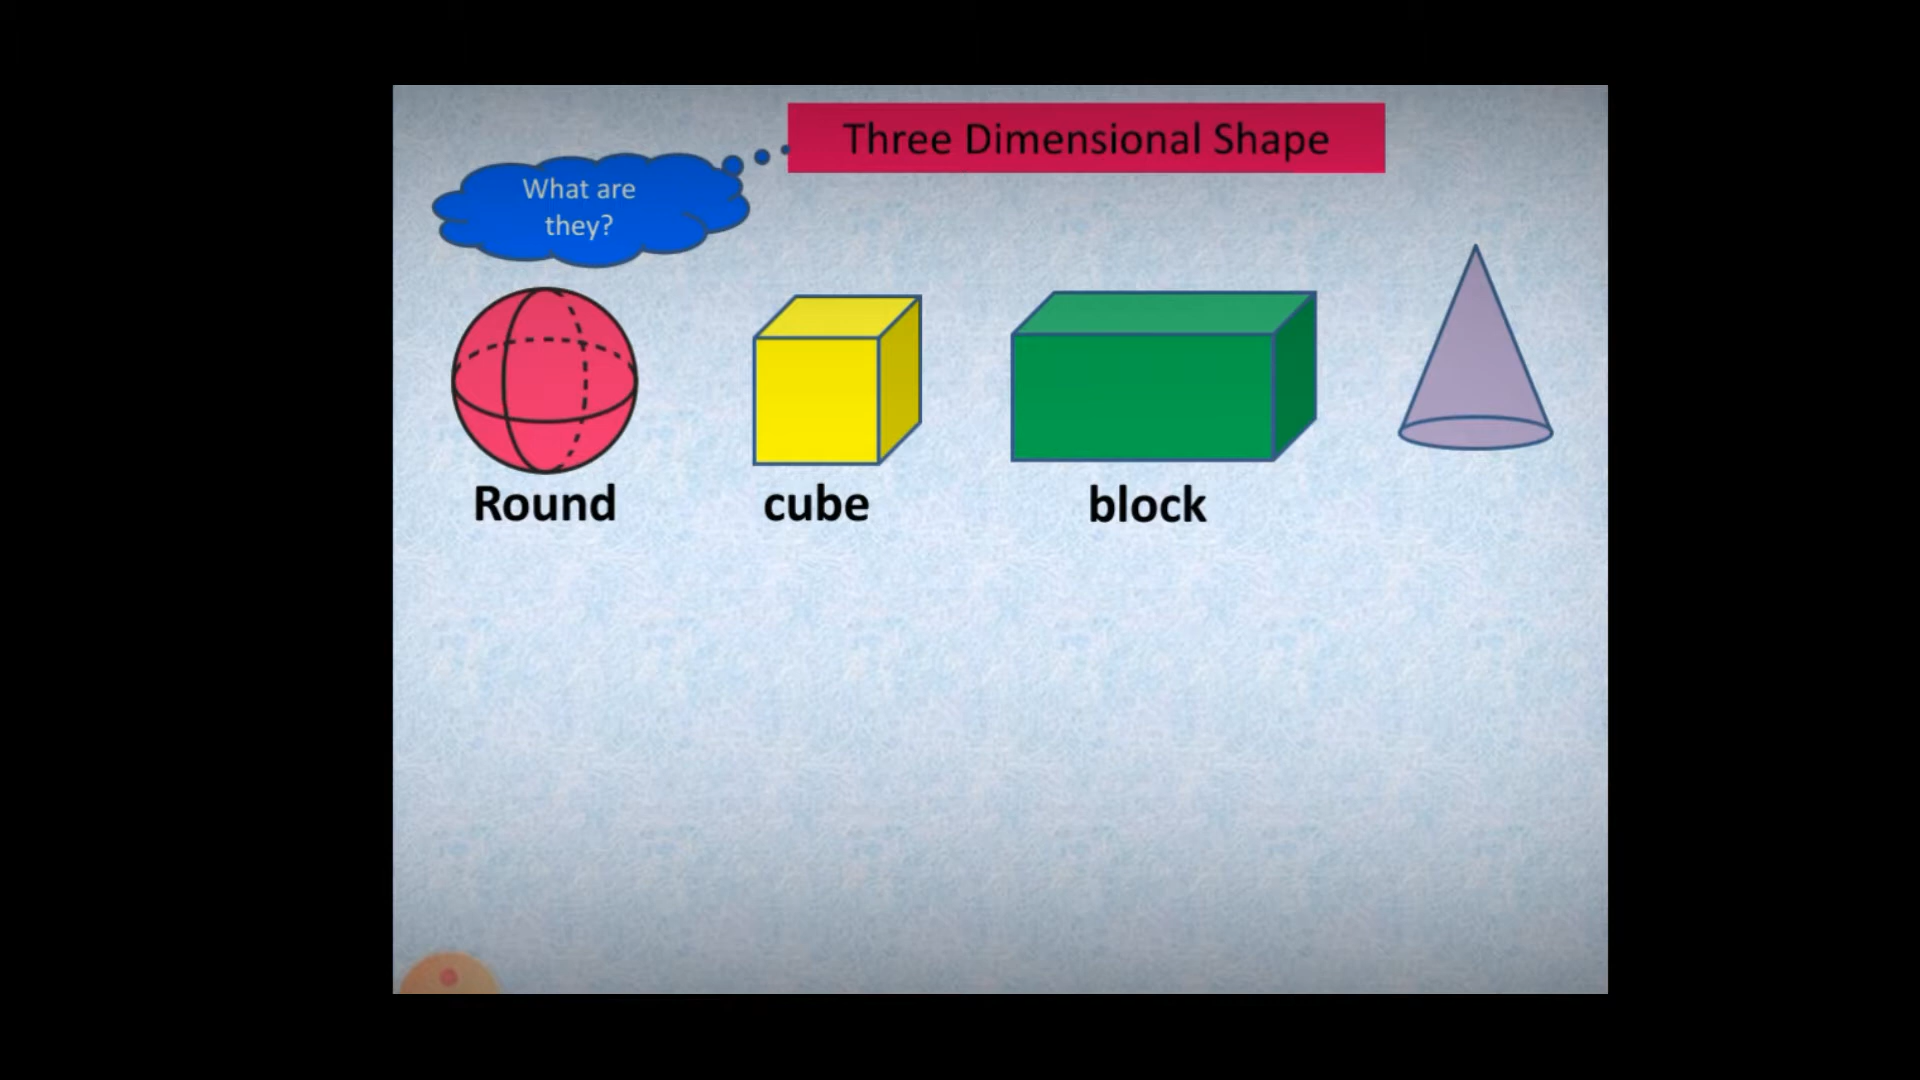 Three Dimensional Shape
What are
they?
Round
cube
block